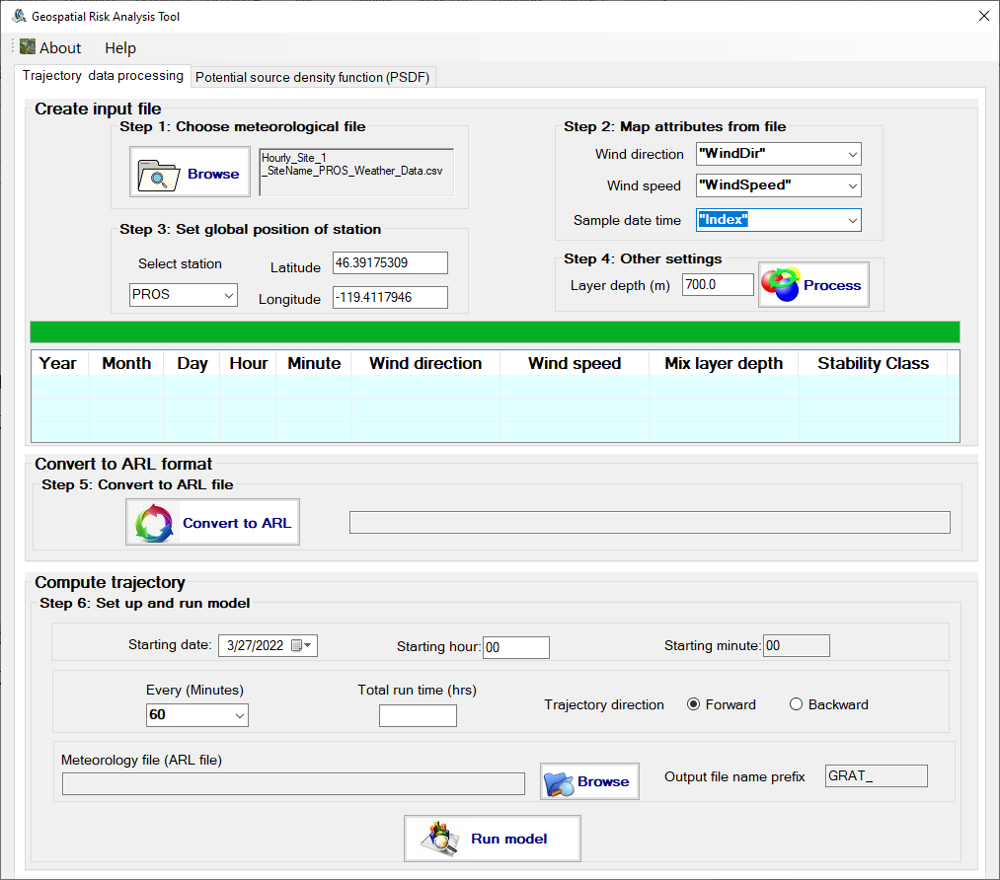 Geospatial Risk Analysis Tool
About Help
Trajectory data processing Potential source density function (PSDF)
Create input file
Step 1: Choose meteorological file
Browse
Hourly_Site_1
_SiteName_PROS_Weather_Data.csv
Step 2: Map attributes from file
Wind direction "WindDir"
Wind speed "WindSpeed"
Sample date time "Index"
Step 3: Set global position of station
Select station
PROS
Latitude 46.39175309
Longitude -119.4117946
Step 4: Other settings
Layer depth (m) 700.0 Process
Year Month Day Hour Minute Wind direction Wind speed Mix layer depth Stability Class
Convert to ARL format
Step 5: Convert to ARL file
Convert to ARL
Compute trajectory
Step 6: Set up and run model
Starting date: 3/27/2022 Starting hour: 00 Starting minute: 00
Every (Minutes)
60
Total run time (hrs)
Trajectory direction Forward Backward
Meteorology file (ARL file)
Browse
Output file name prefix GRAT_
Run model